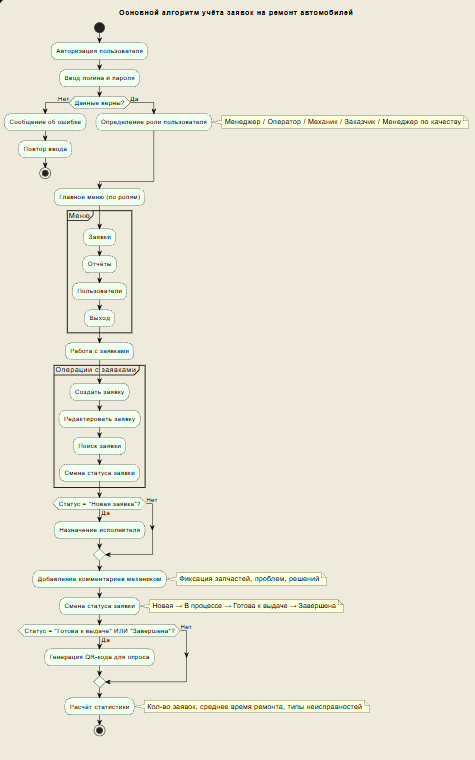 Основной алгоритм учёта заявок на ремонт автомобилей
Авторизация пользователя
Ввод логина и пароля
Нет
Данные верны?
Да
Сообщение об ошибке
Определение роли пользователя
Менеджер / Оператор / Механик / Заказчик / Менеджер по качеству
Повтор ввода
Главное меню (по ролям)
Меню
Заявки
Отчёты
Пользователи
Выход
Работа с заявками
Операции с заявками
Создать заявку
Редактировать заявку
Поиск заявки
Смена статуса заявки
Статус = "Новая заявка"?
Нет
Да
Назначение исполнителя
Добавление комментариев механиком
Фиксация запчастей, проблем, решений
Смена статуса заявки
Новая → В процессе → Готова к выдаче → Завершена
Статус = "Готова к выдаче" ИЛИ "Завершена"?
Нет
Да
Генерация QR-кода для опроса
Расчёт статистики
Кол-во заявок, среднее время ремонта, типы неисправностей